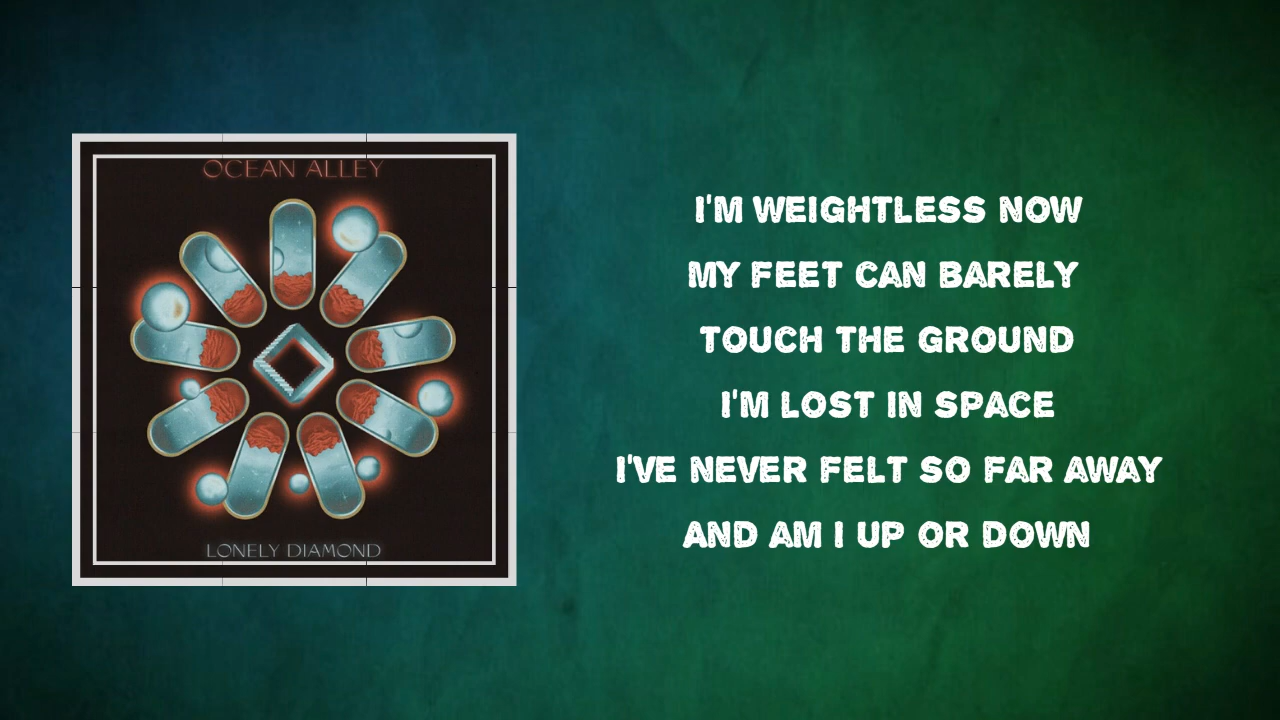 OCEAN ALLEY
LONELY DIAMOND
I'M WEIGHTLESS NOW
MY FEET CAN BARELY
TOUCH THE GROUND
I'M LOST IN SPACE
I'VE NEVER FELT SO FAR AWAY
AND AM I UP OR DOWN